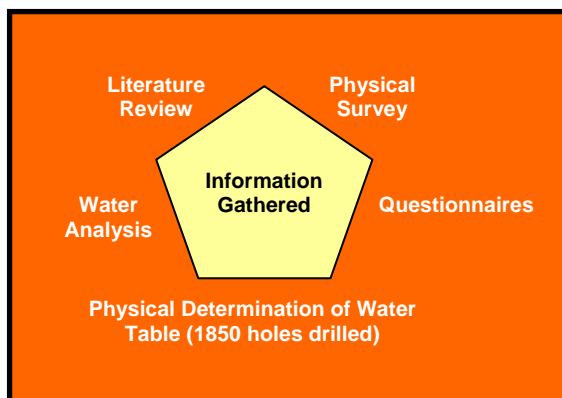 Literature
Review
Physical
Survey
Information
Gathered
Water
Analysis
Questionnaires
Physical Determination of Water
Table (1850 holes drilled)